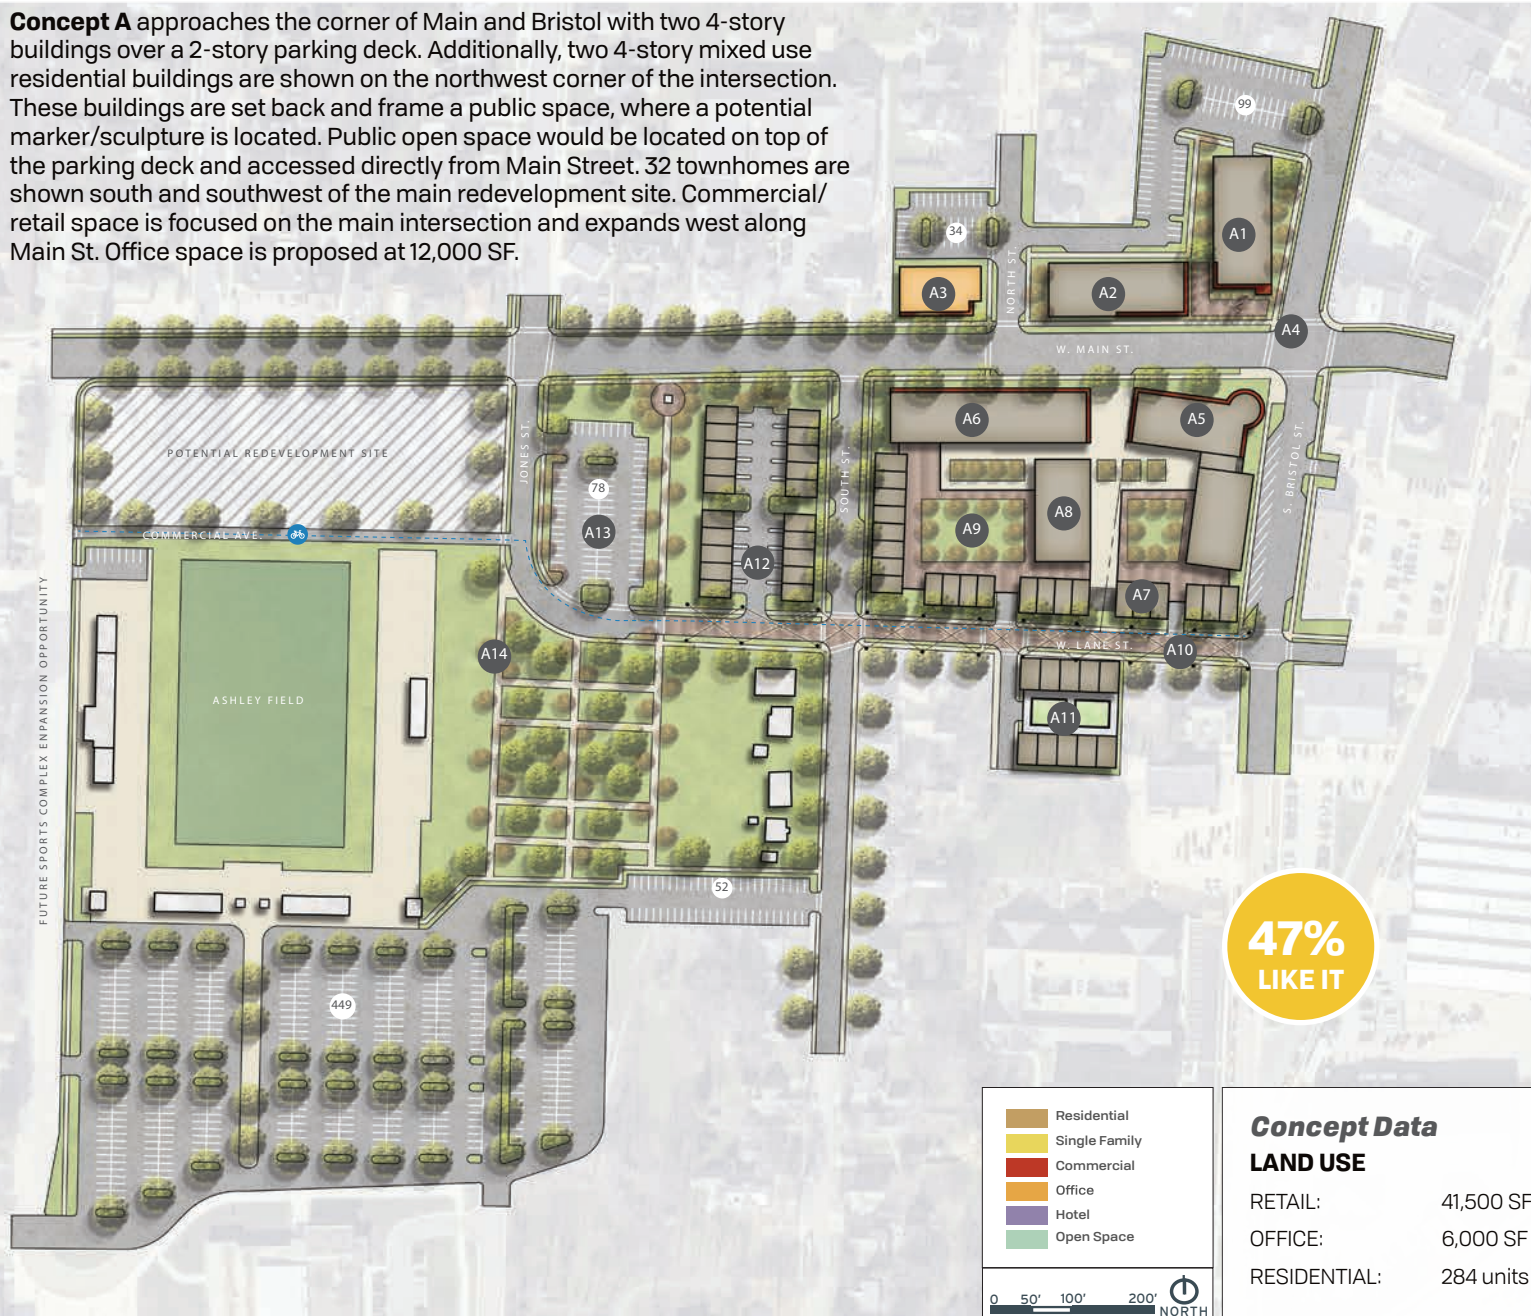 Concept A approaches the corner of Main and Bristol with two 4-story
buildings over a 2-story parking deck. Additionally, two 4-story mixed use
residential buildings are shown on the northwest corner of the intersection.
These buildings are set back and frame a public space, where a potential
marker/sculpture is located. Public open space would be located on top of
the parking deck and accessed directly from Main Street. 32 townhomes are
shown south and southwest of the main redevelopment site. Commercial/
retail space is focused on the main intersection and expands west along
Main St. Office space is proposed at 12,000 SF.
99
34
A1
A2
A3
NORTH ST.
A4
W. MAIN ST.
A5
A6
POTENTIAL REDEVELOPMENT SITE
JONES ST.
SOUTH ST.
S. BRISTOL ST.
78
A13
A12
A9
A8
A7
COMMERCIAL AVE.
A14
W. LANE ST.
A10
A11
ASHLEY FIELD
FUTURE SPORTS COMPLEX ENPANSION OPPORTUNITY
52
449
47%
LIKE IT
Residential
Single Family
Commercial
Office
Hotel
Open Space
0 50' 100' 200'
NORTH
Concept Data
LAND USE
RETAIL: 41,500 SF
OFFICE: 6,000 SF
RESIDENTIAL: 284 units